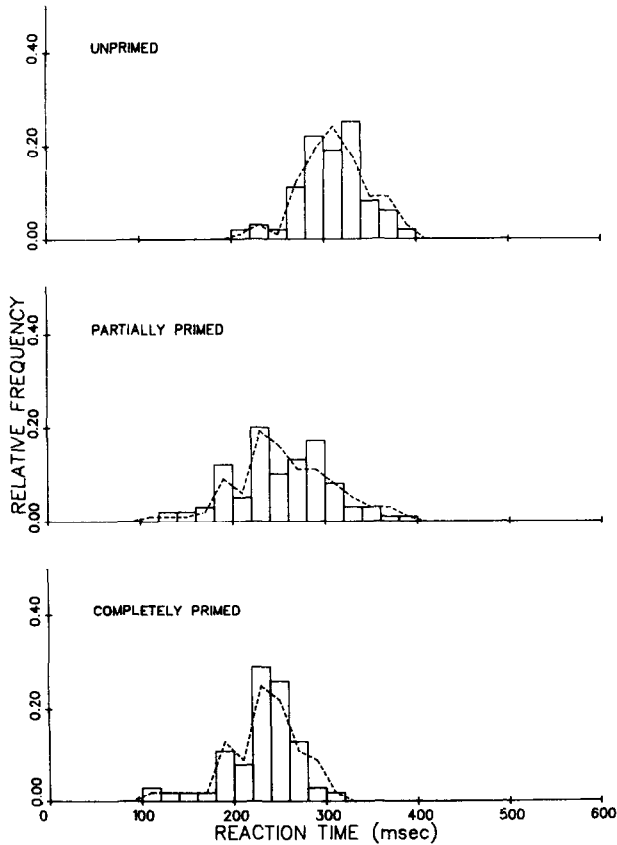 UNPRIMED
0.40
0.20
0.00
PARTIALLY PRIMED
0.40
0.20
0.00
RELATIVE FREQUENCY
COMPLETELY PRIMED
0.40
0.20
0.00
0 100 200 300 400 500 600
REACTION TIME (msec)